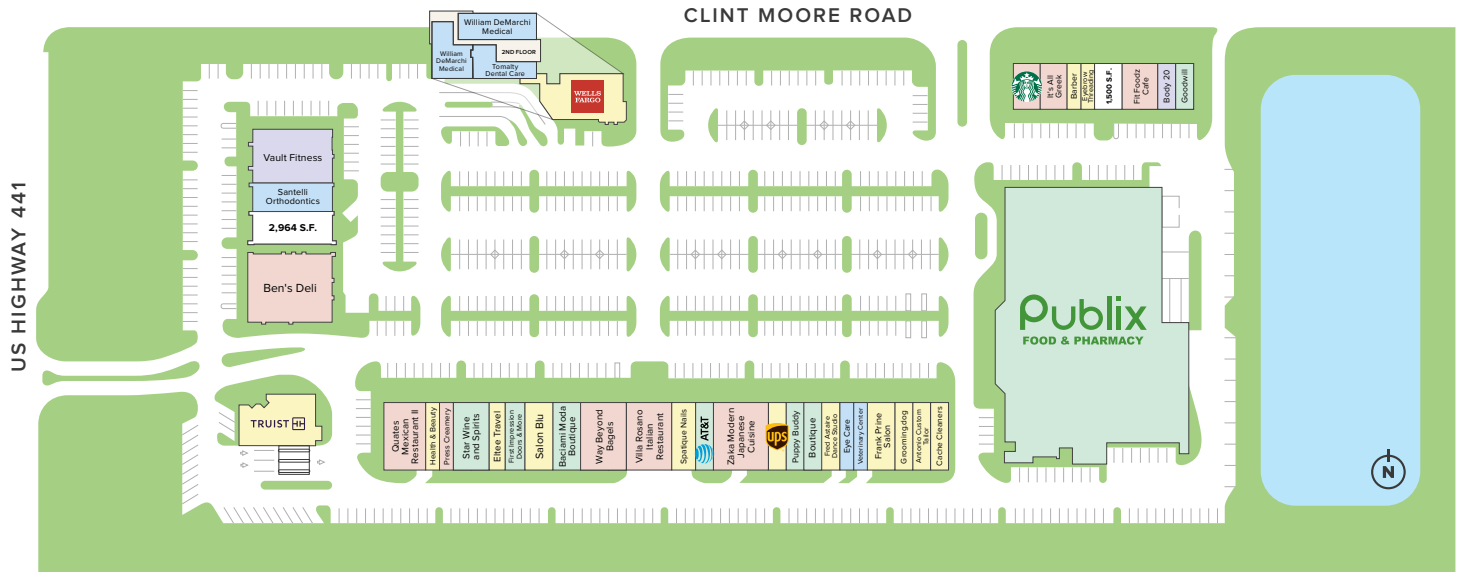 CLINT MOORE ROAD
US HIGHWAY 441
William DeMarchi
Medical
William
DeMarchi
Medical
2ND FLOOR
Tomalty
Dental Care
WELLS
FARGO
It's All
Greek
Barber
Eyebrow
Threading
1,500 S.F.
Fit Foodz
Cafe
Body 20
Goodwill
Vault Fitness
Santelli
Orthodontics
2,964 S.F.
Ben's Deli
Publix
FOOD & PHARMACY
TRUIST
Quates
Mexican
Restaurant II
Health & Beauty
Press Creamery
Star Wine
and Spirits
Elite Travel
First Impression
Doors & More
Salon Blu
Baciami Moda
Boutique
Way Beyond
Bagels
Villa Rosano
Italian
Restaurant
Spatique Nails
AT&T
Zaka Modern
Japanese
Cuisine
ups
Puppy Buddy
Boutique
Fred Astaire
Dance Studio
Eye Care
Veterinary Center
Frank Prine
Salon
Groomingdog
Antonio Custom
Tailor
Cache Cleaners
N